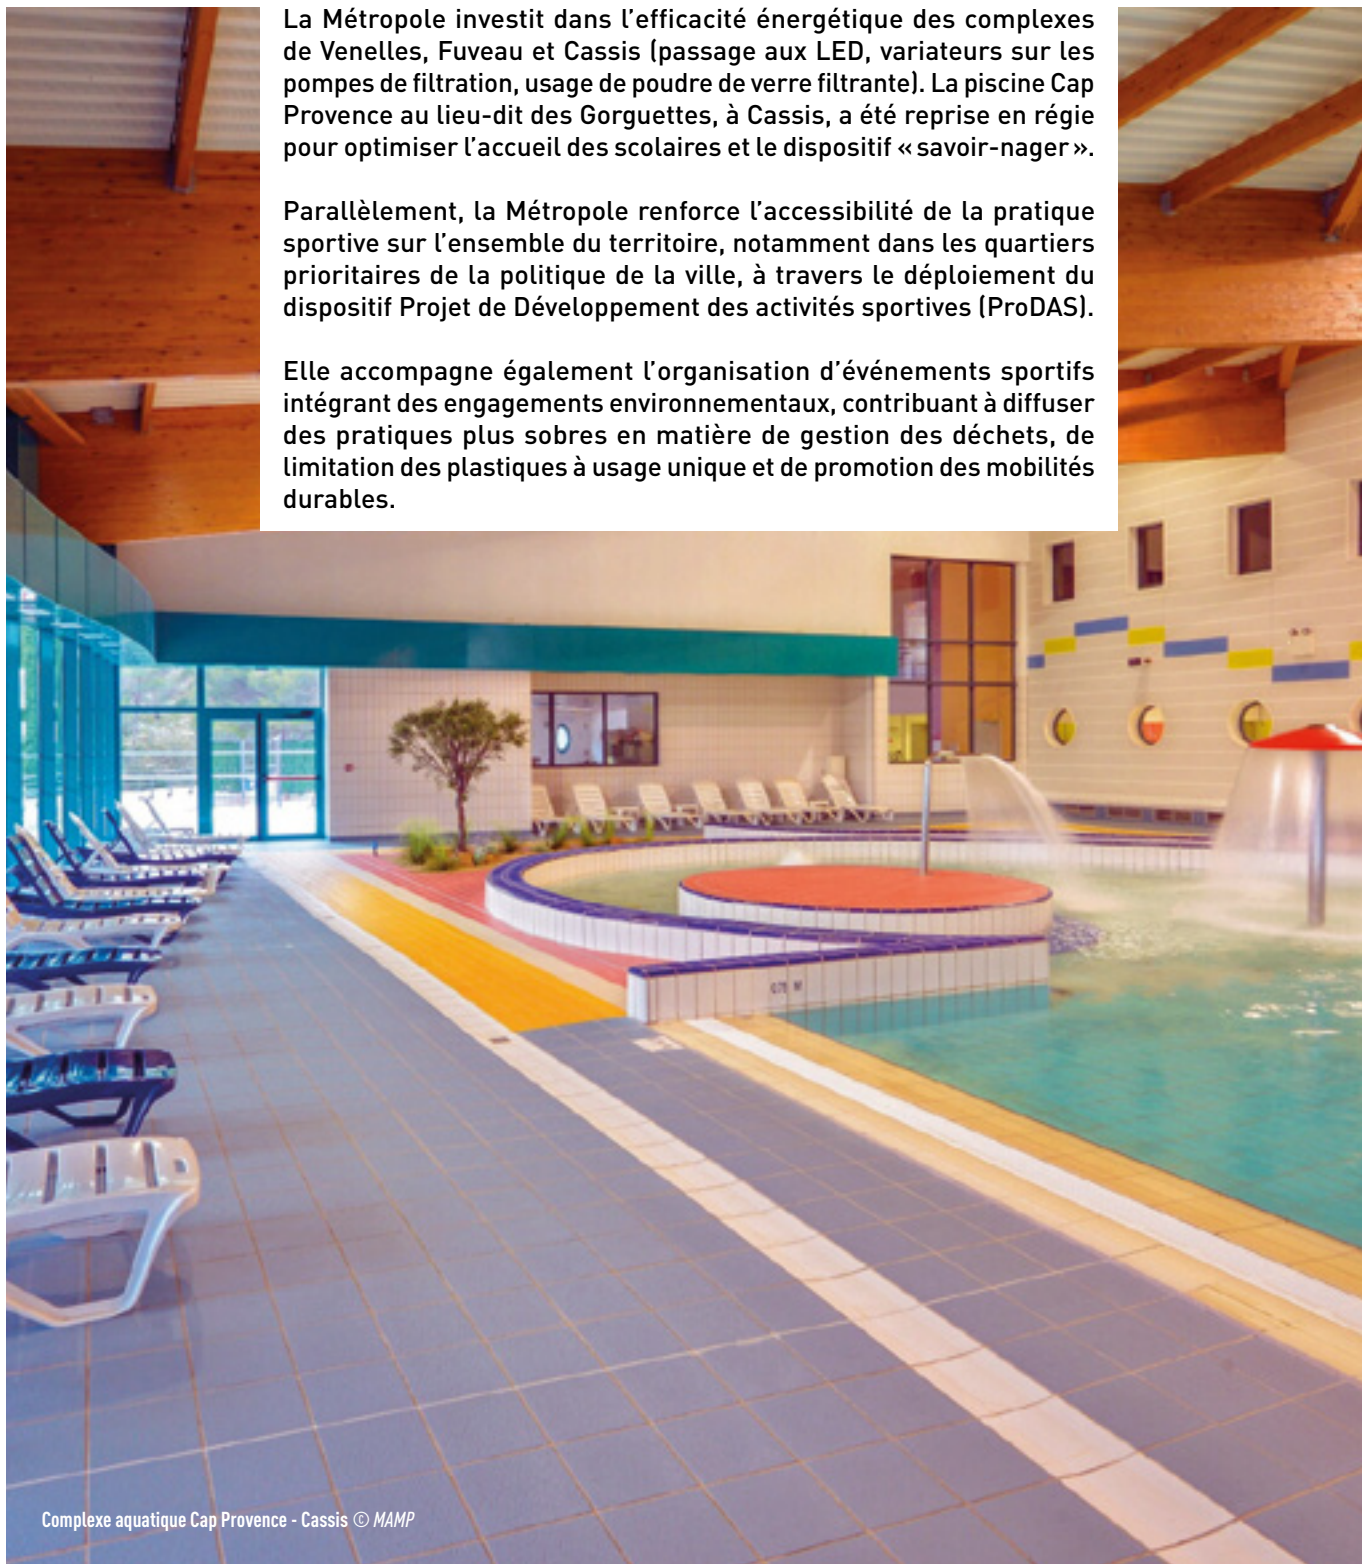 La Métropole investit dans l’efficacité énergétique des complexes
de Venelles, Fuveau et Cassis (passage aux LED, variateurs sur les
pompes de filtration, usage de poudre de verre filtrante). La piscine Cap
Provence au lieu-dit des Gorguettes, à Cassis, a été reprise en régie
pour optimiser l’accueil des scolaires et le dispositif « savoir-nager ».
Parallèlement, la Métropole renforce l’accessibilité de la pratique
sportive sur l’ensemble du territoire, notamment dans les quartiers
prioritaires de la politique de la ville, à travers le déploiement du
dispositif Projet de Développement des activités sportives (ProDAS).
Elle accompagne également l’organisation d’événements sportifs
intégrant des engagements environnementaux, contribuant à diffuser
des pratiques plus sobres en matière de gestion des déchets, de
limitation des plastiques à usage unique et de promotion des mobilités
durables.
Complexe aquatique Cap Provence - Cassis © MAMP